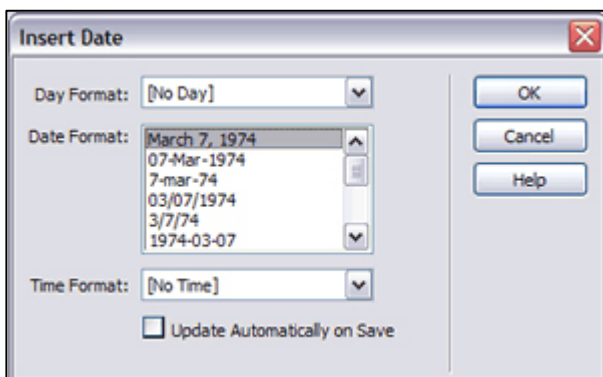 Insert Date
Day Format: [No Day]
OK
Date Format: March 7, 1974
Cancel
07-Mar-1974
7-mar-74
Help
03/07/1974
3/7/74
1974-03-07
Time Format: [No Time]
Update Automatically on Save